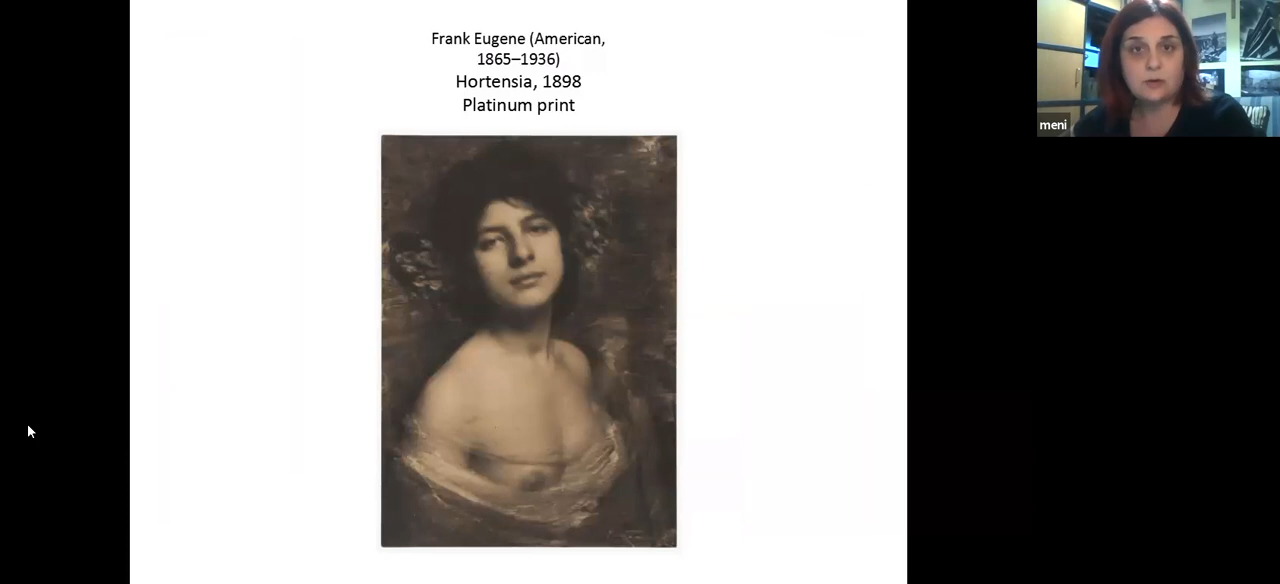 Frank Eugene (American,
1865–1936)
Hortensia, 1898
Platinum print
meni